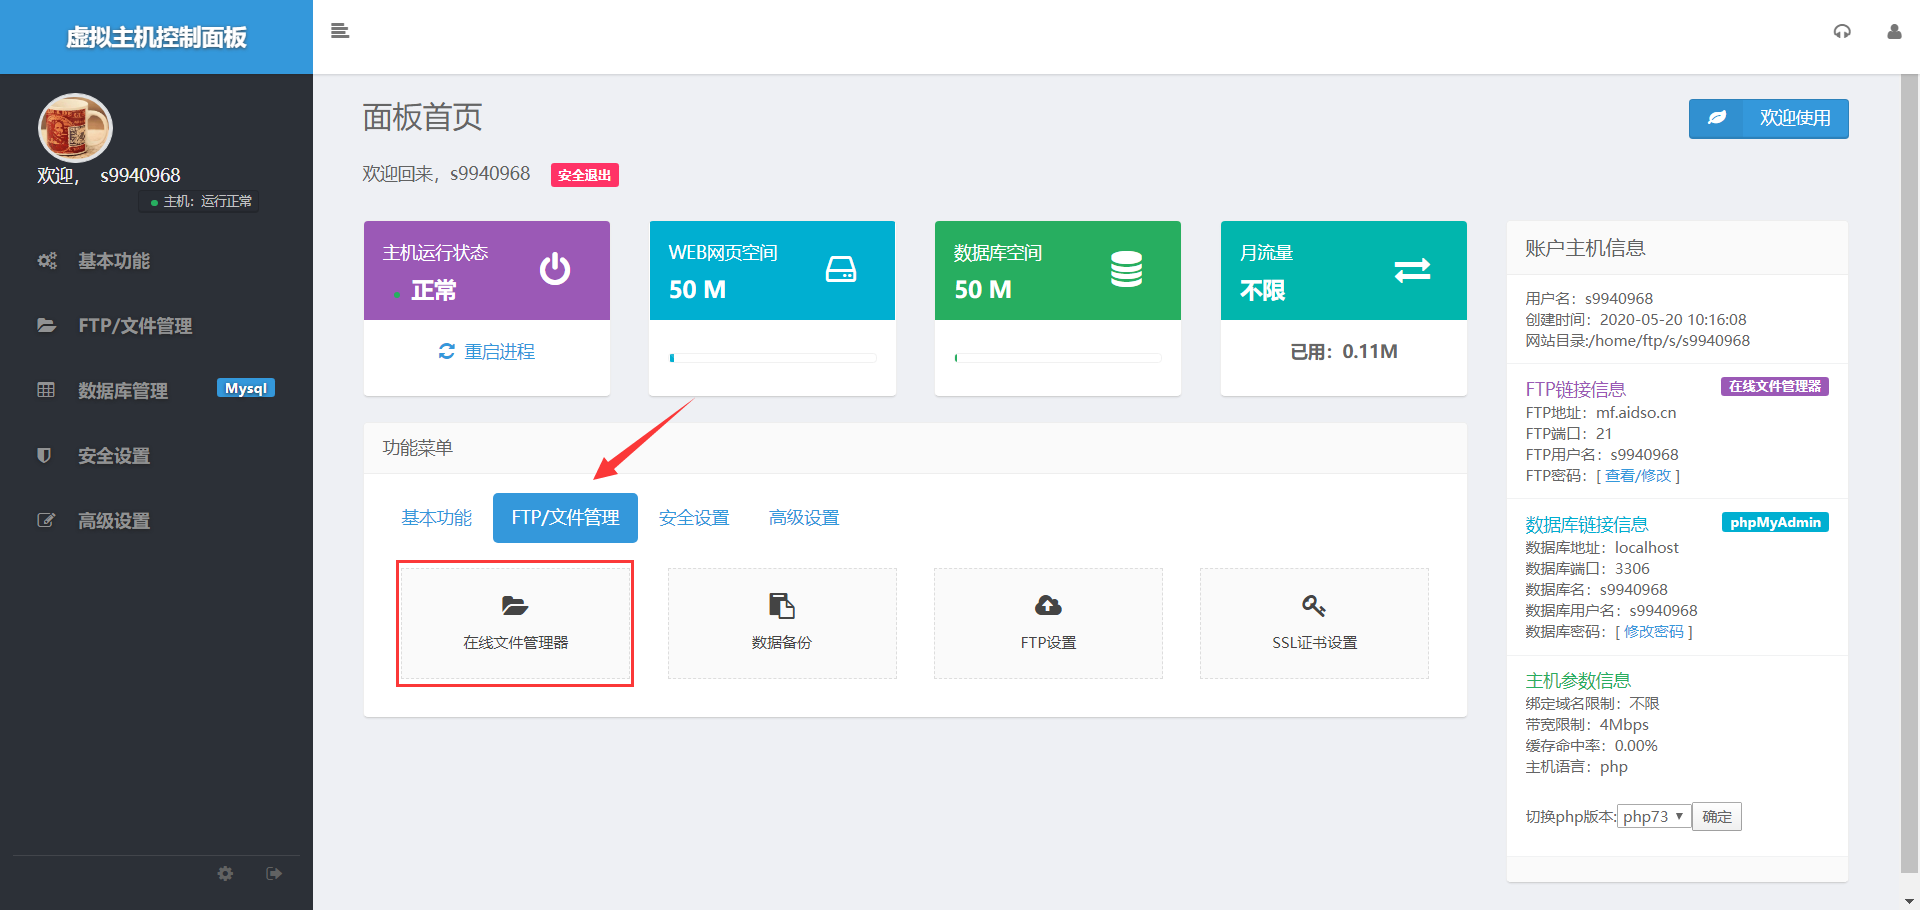 虚拟主机控制面板
欢迎， s9940968
主机：运行正常
基本功能
FTP/文件管理
数据库管理 Mysql
安全设置
高级设置
面板首页
欢迎使用
欢迎回来，s9940968 安全退出
主机运行状态
正常
重启进程
WEB网页空间
50 M
数据库空间
50 M
月流量
不限
已用：0.11M
功能菜单
基本功能 FTP/文件管理 安全设置 高级设置
在线文件管理器 数据备份 FTP设置 SSL证书设置
账户主机信息
用户名：s9940968
创建时间：2020-05-20 10:16:08
网站目录:/home/ftp/s/s9940968
FTP链接信息 在线文件管理器
FTP地址：mf.aidso.cn
FTP端口：21
FTP用户名：s9940968
FTP密码：[ 查看/修改 ]
数据库链接信息 phpMyAdmin
数据库地址：localhost
数据库端口：3306
数据库名：s9940968
数据库用户名：s9940968
数据库密码：[ 修改密码 ]
主机参数信息
绑定域名限制：不限
带宽限制：4Mbps
缓存命中率：0.00%
主机语言：php
切换php版本:php73 确定